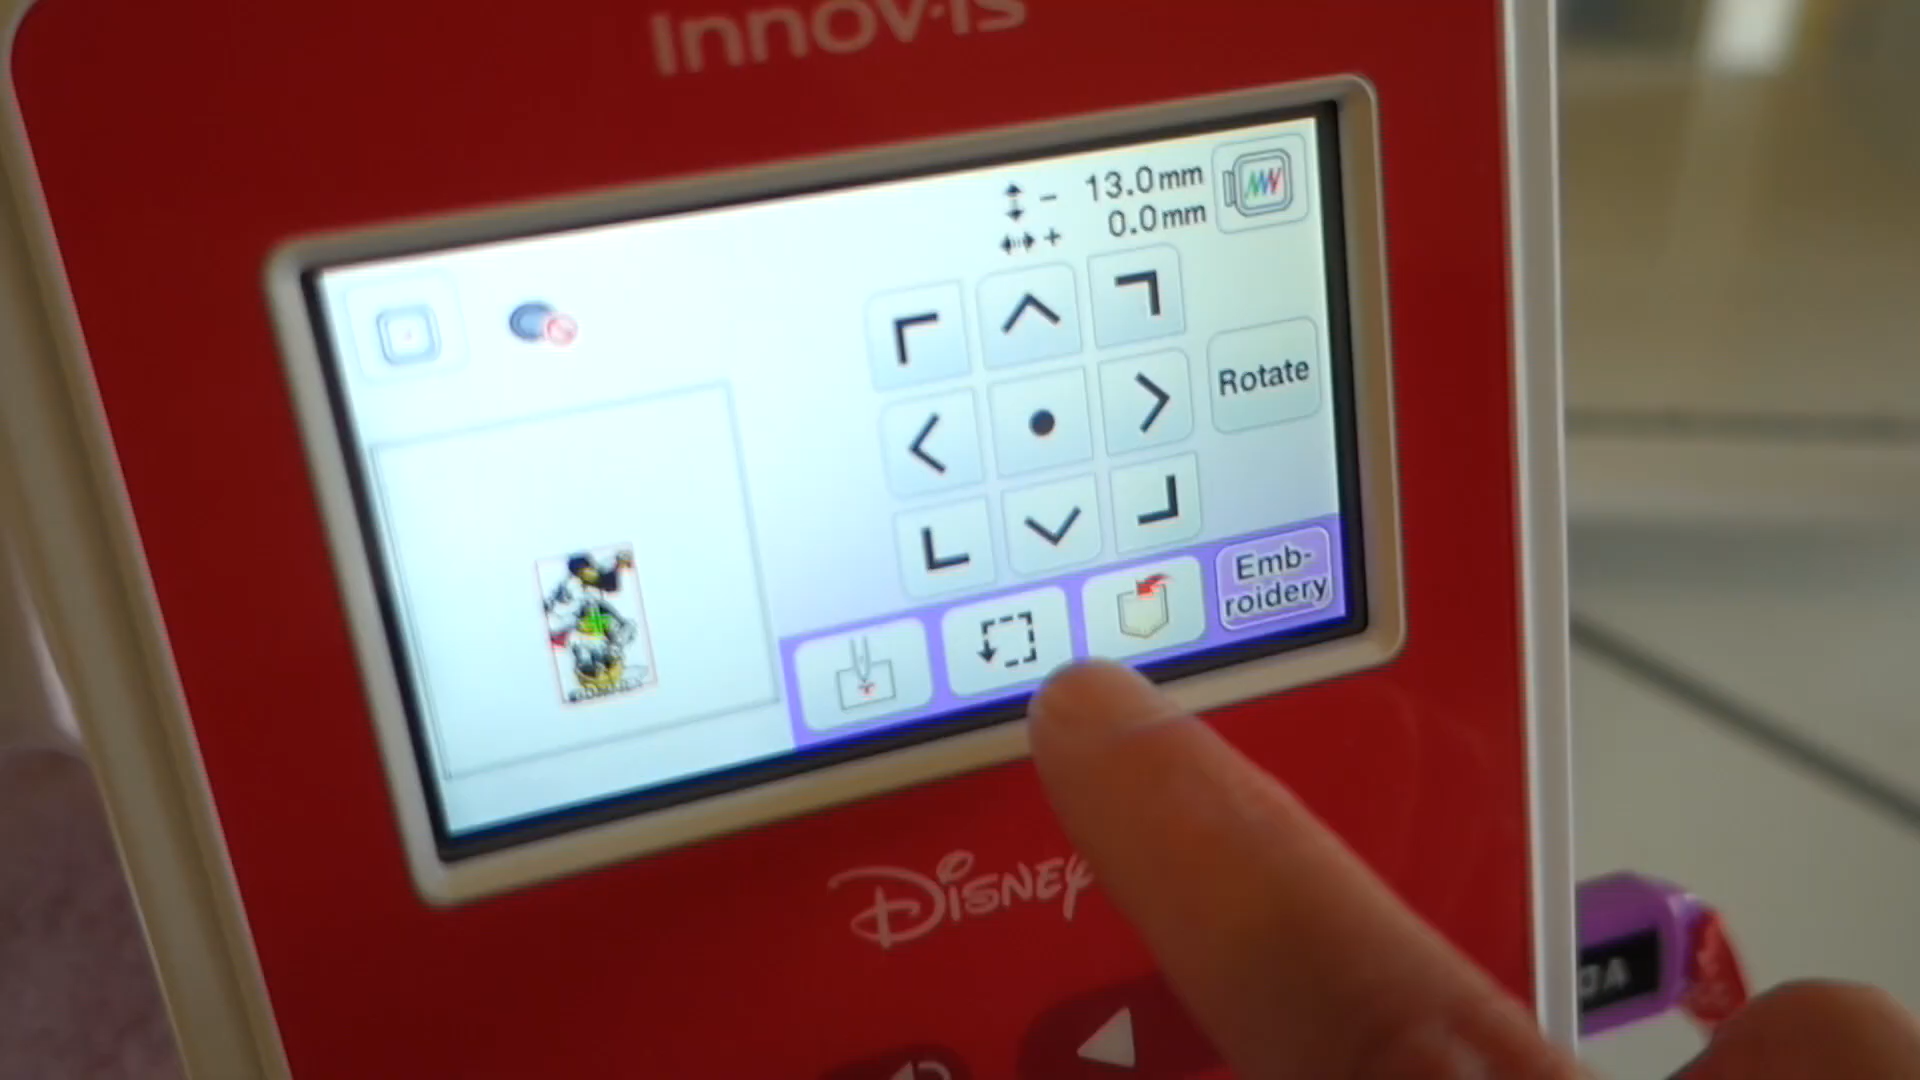 Innov-is
- 13.0mm
+ 0.0mm
Rotate
Emb-
roidery
Disney